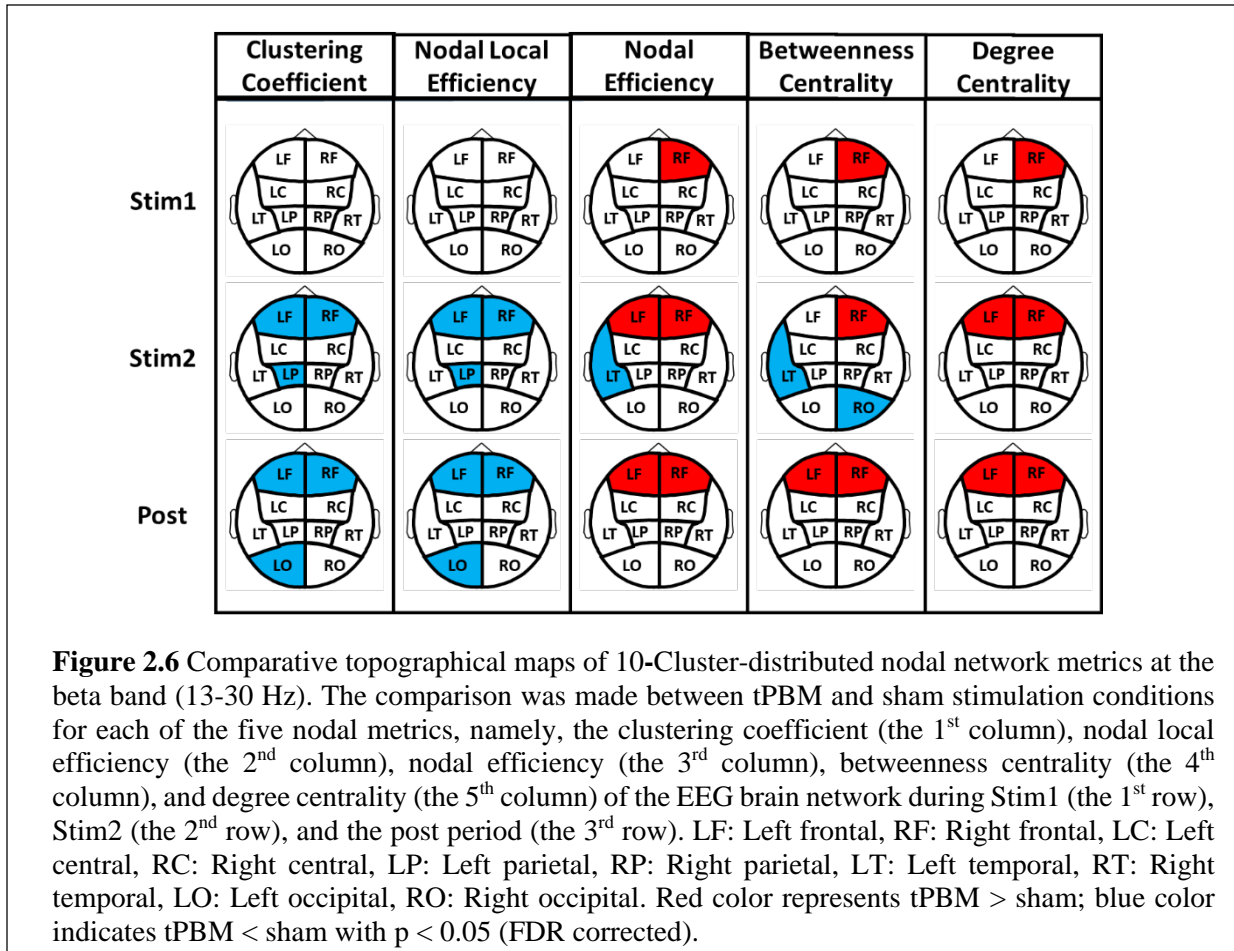 Clustering Coefficient Nodal Local Efficiency Nodal Efficiency Betweenness Centrality Degree Centrality
Stim1
LF RF LF RF LF RF LF RF LF RF
LC RC LC RC LC RC LC RC LC RC
LT LP RP RT LT LP RP RT LT LP RP RT LT LP RP RT LT LP RP RT
LO RO LO RO LO RO LO RO LO RO
Stim2
LF RF LF RF LF RF LF RF LF RF
LC RC LC RC LC RC LC RC LC RC
LT LP RP RT LT LP RP RT LT LP RP RT LT LP RP RT LT LP RP RT
LO RO LO RO LO RO LO RO LO RO
Post
LF RF LF RF LF RF LF RF LF RF
LC RC LC RC LC RC LC RC LC RC
LT LP RP RT LT LP RP RT LT LP RP RT LT LP RP RT LT LP RP RT
LO RO LO RO LO RO LO RO LO RO
Figure 2.6 Comparative topographical maps of 10-Cluster-distributed nodal network metrics at the
beta band (13-30 Hz). The comparison was made between tPBM and sham stimulation conditions
for each of the five nodal metrics, namely, the clustering coefficient (the 1st column), nodal local
efficiency (the 2nd column), nodal efficiency (the 3rd column), betweenness centrality (the 4th
column), and degree centrality (the 5th column) of the EEG brain network during Stim1 (the 1st row),
Stim2 (the 2nd row), and the post period (the 3rd row). LF: Left frontal, RF: Right frontal, LC: Left
central, RC: Right central, LP: Left parietal, RP: Right parietal, LT: Left temporal, RT: Right
temporal, LO: Left occipital, RO: Right occipital. Red color represents tPBM > sham; blue color
indicates tPBM < sham with p < 0.05 (FDR corrected).